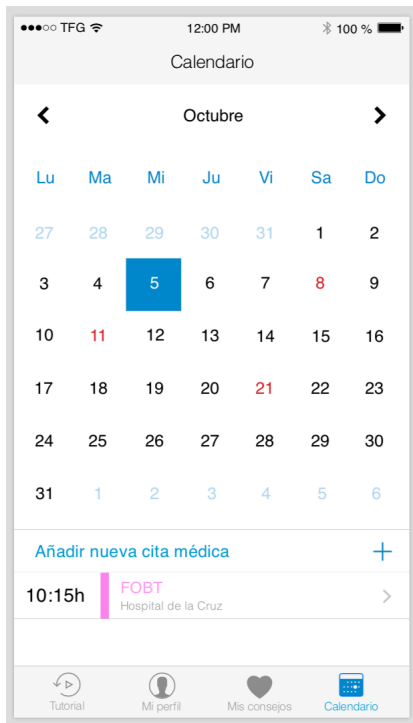 TFG 12:00 PM 100 %
Calendario
Octubre
Lu Ma Mi Ju Vi Sa Do
27 28 29 30 31 1 2
3 4 5 6 7 8 9
10 11 12 13 14 15 16
17 18 19 20 21 22 23
24 25 26 27 28 29 30
31 1 2 3 4 5 6
Añadir nueva cita médica +
10:15h FOBT
Hospital de la Cruz
Tutorial Mi perfil Mis consejos Calendario